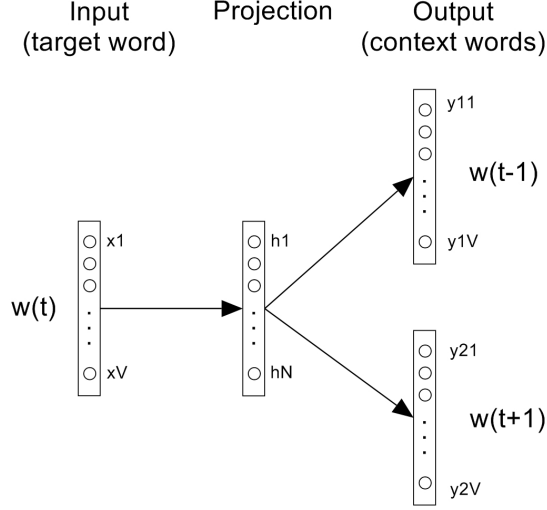 Input
(target word)
Projection
Output
(context words)
y11
w(t-1)
y1V
x1
h1
w(t)
xV
hN
y21
w(t+1)
y2V